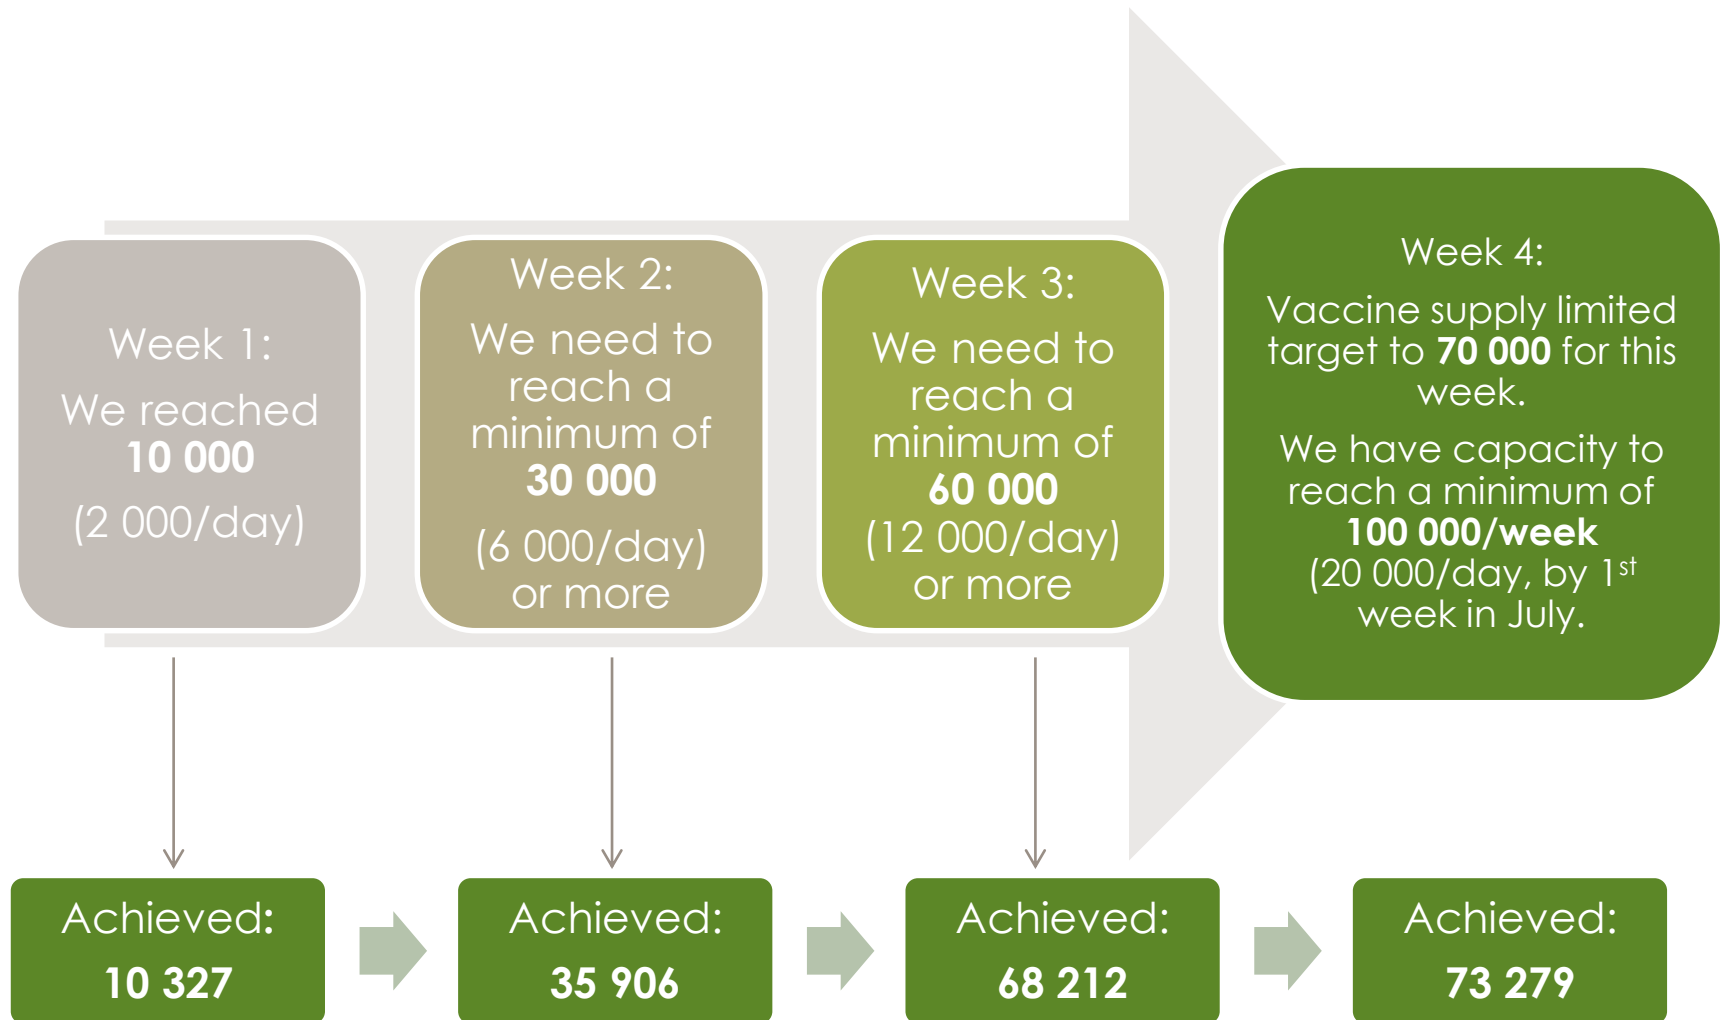 Week 1:
We reached
10 000
(2 000/day)
Week 2:
We need to
reach a
minimum of
30 000
(6 000/day)
or more
Week 3:
We need to
reach a
minimum of
60 000
(12 000/day)
or more
Week 4:
Vaccine supply limited
target to 70 000 for this
week.
We have capacity to
reach a minimum of
100 000/week
(20 000/day, by 1st
week in July.
Achieved:
10 327
Achieved:
35 906
Achieved:
68 212
Achieved:
73 279